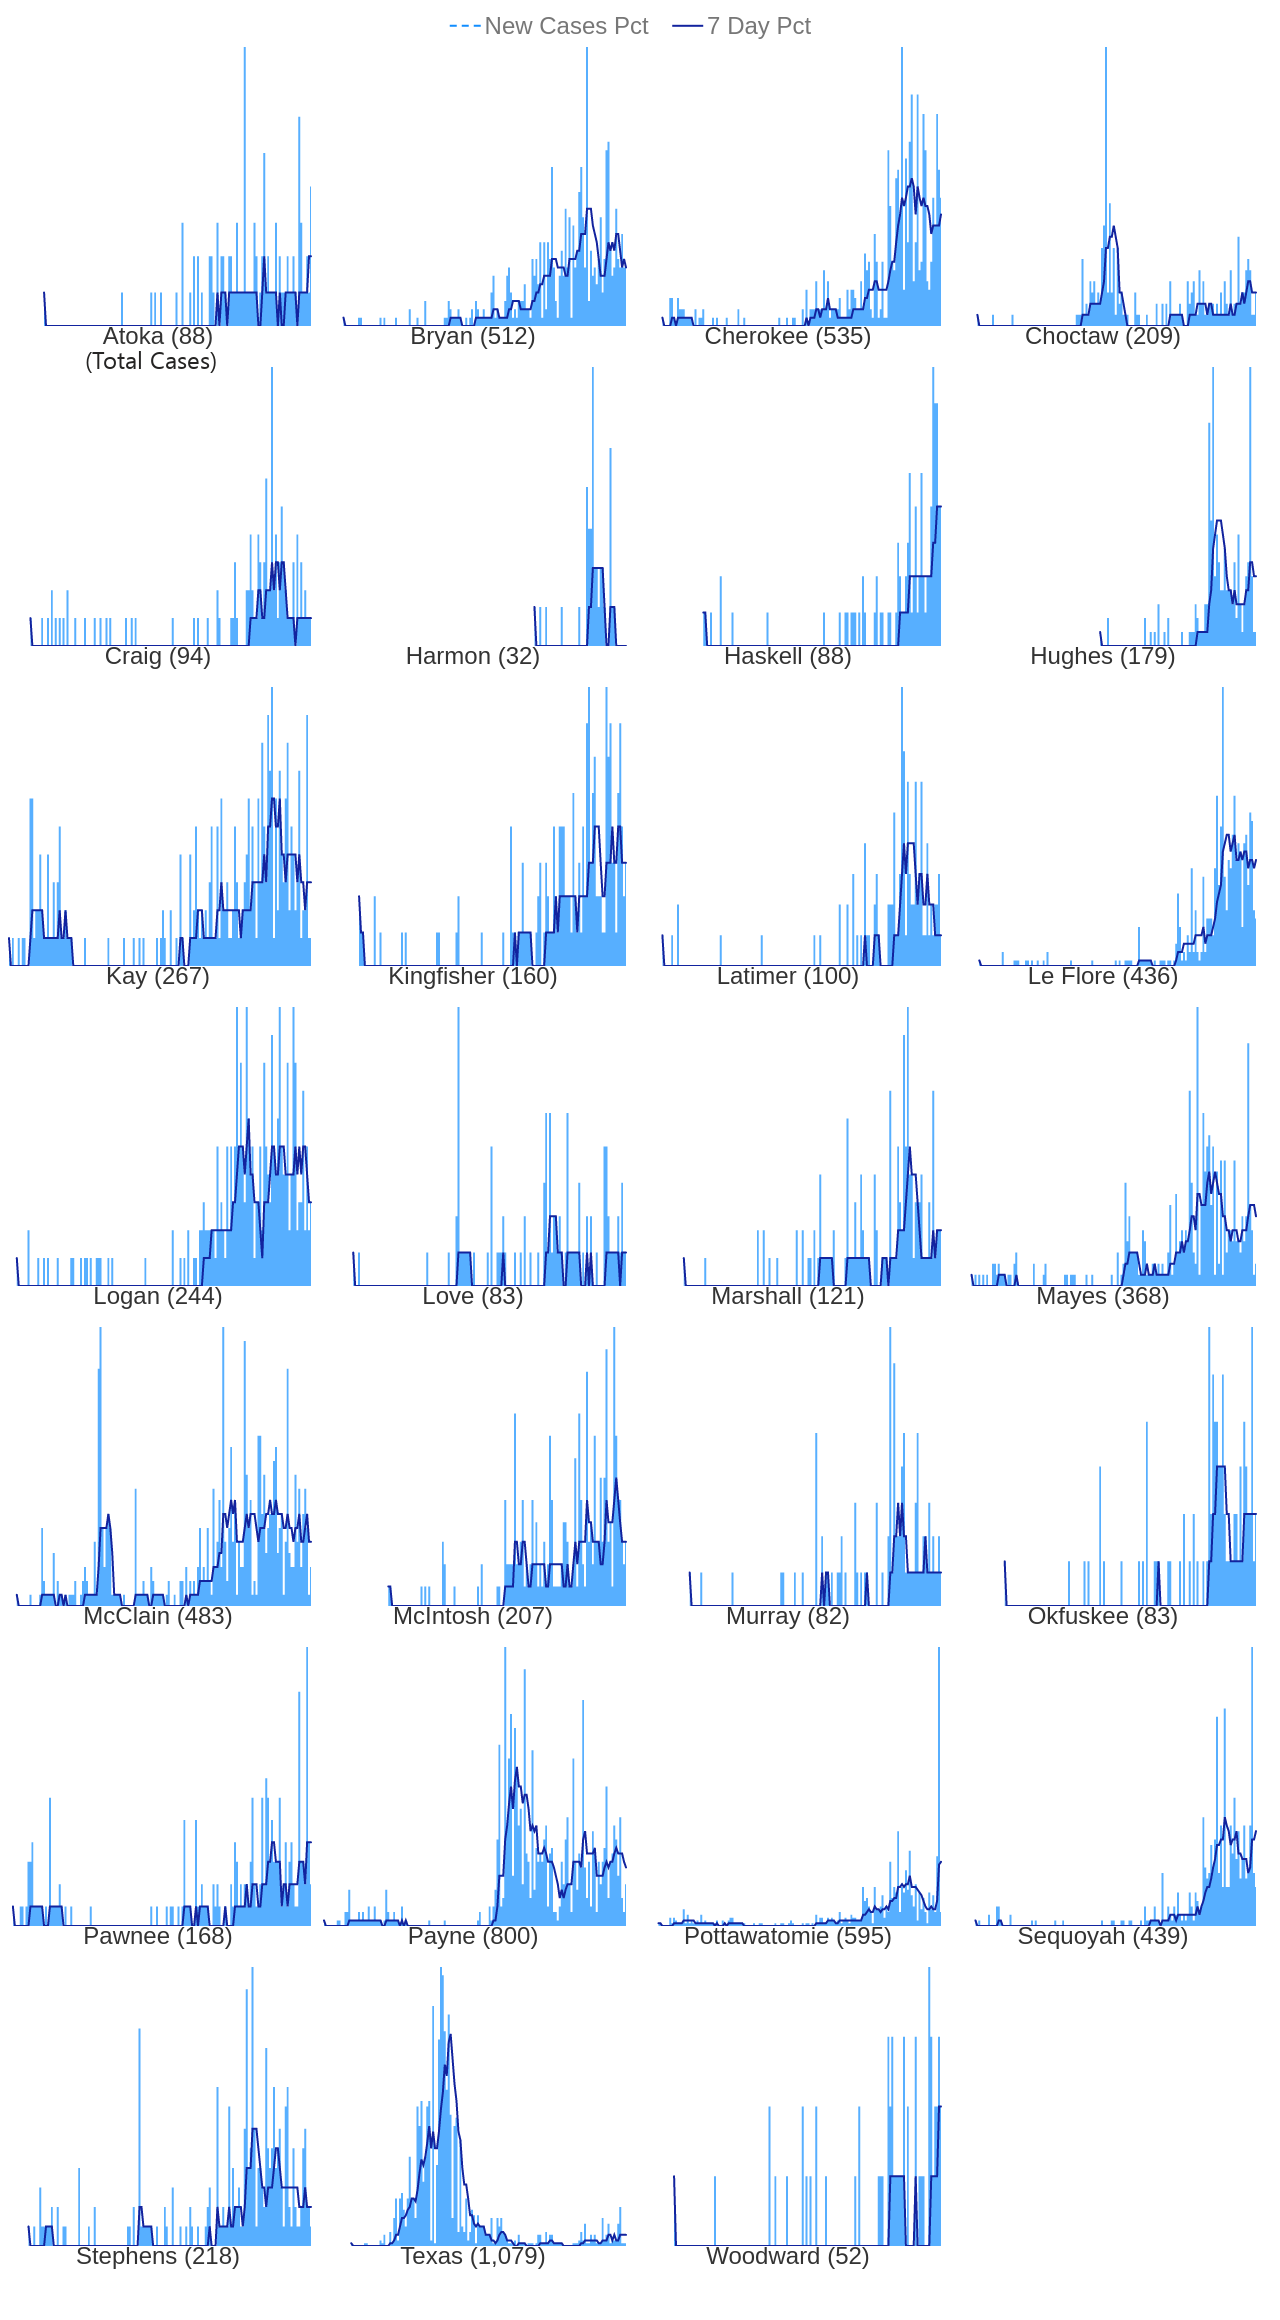 New Cases Pct 7 Day Pct
Atoka (88) Bryan (512) Cherokee (535) Choctaw (209)
(Total Cases)
Craig (94) Harmon (32) Haskell (88) Hughes (179)
Kay (267) Kingfisher (160) Latimer (100) Le Flore (436)
Logan (244) Love (83) Marshall (121) Mayes (368)
McClain (483) McIntosh (207) Murray (82) Okfuskee (83)
Pawnee (168) Payne (800) Pottawatomie (595) Sequoyah (439)
Stephens (218) Texas (1,079) Woodward (52)